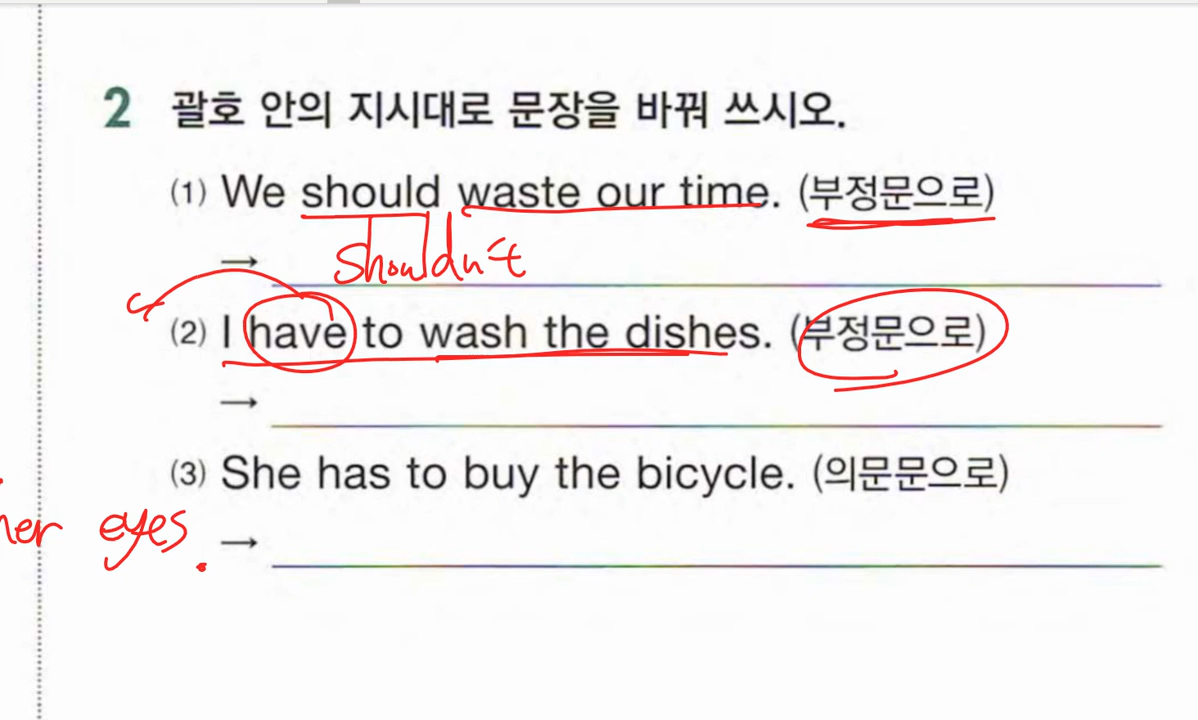 2 괄호 안의 지시대로 문장을 바꿔 쓰시오.
(1) We should waste our time. (부정문으로)
→ shouldn't
(2) I have to wash the dishes. (부정문으로)
→
(3) She has to buy the bicycle. (의문문으로)
eyes.
→